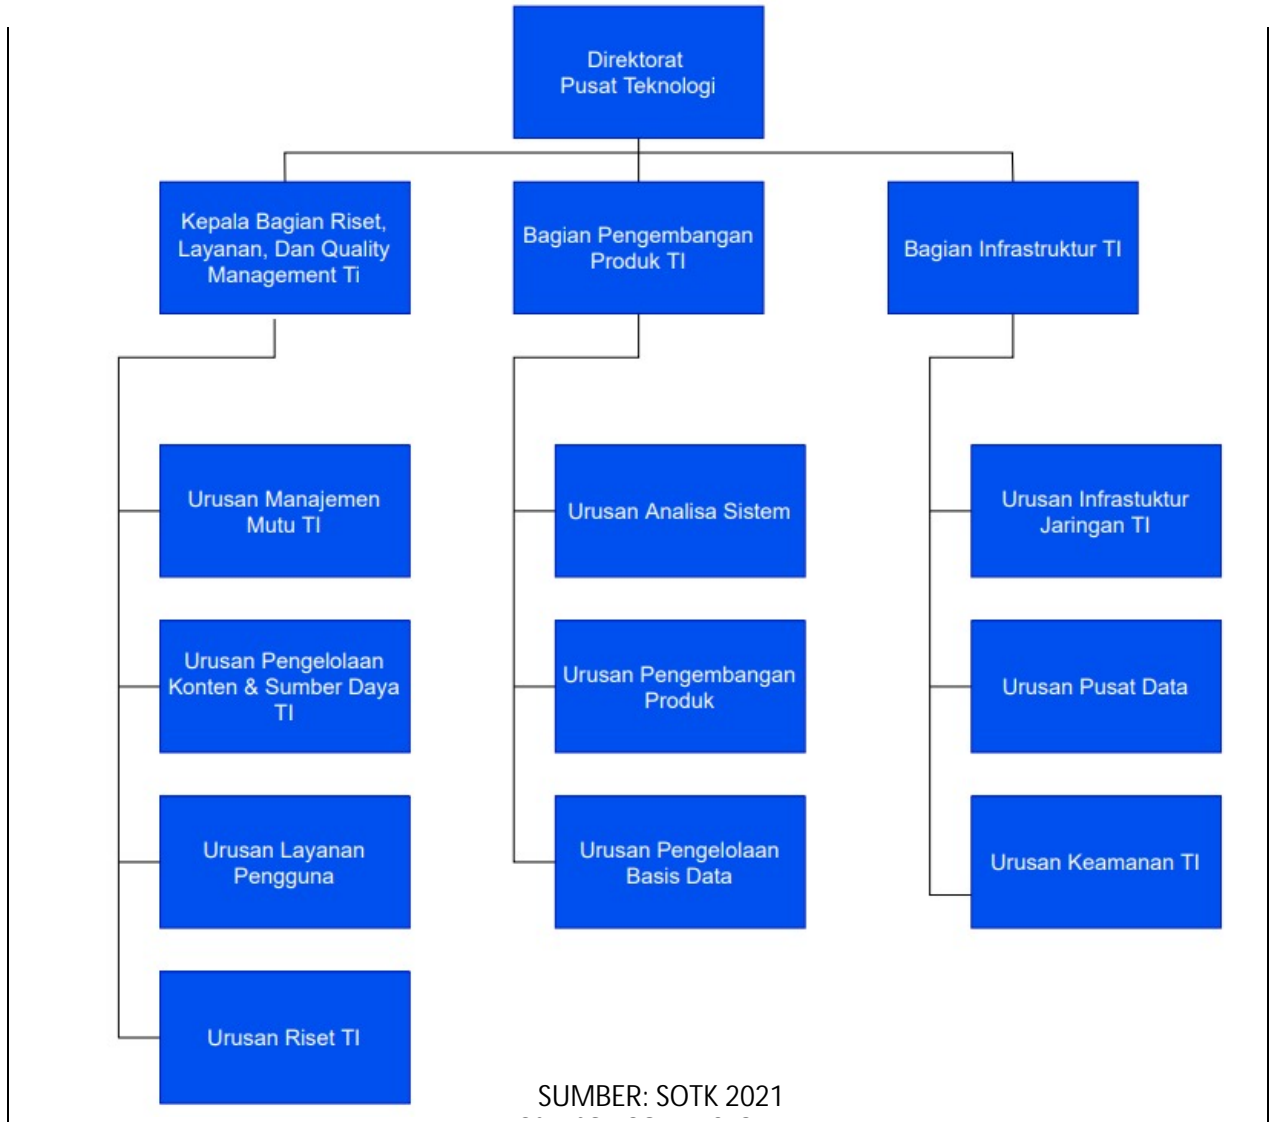 Direktorat
Pusat Teknologi
Kepala Bagian Riset,
Layanan, Dan Quality
Management Ti
Bagian Pengembangan
Produk TI
Bagian Infrastruktur TI
Urusan Manajemen
Mutu TI
Urusan Analisa Sistem
Urusan Infrastuktur
Jaringan TI
Urusan Pengelolaan
Konten & Sumber Daya
TI
Urusan Pengembangan
Produk
Urusan Pusat Data
Urusan Layanan
Pengguna
Urusan Pengelolaan
Basis Data
Urusan Keamanan TI
Urusan Riset TI
SUMBER: SOTK 2021